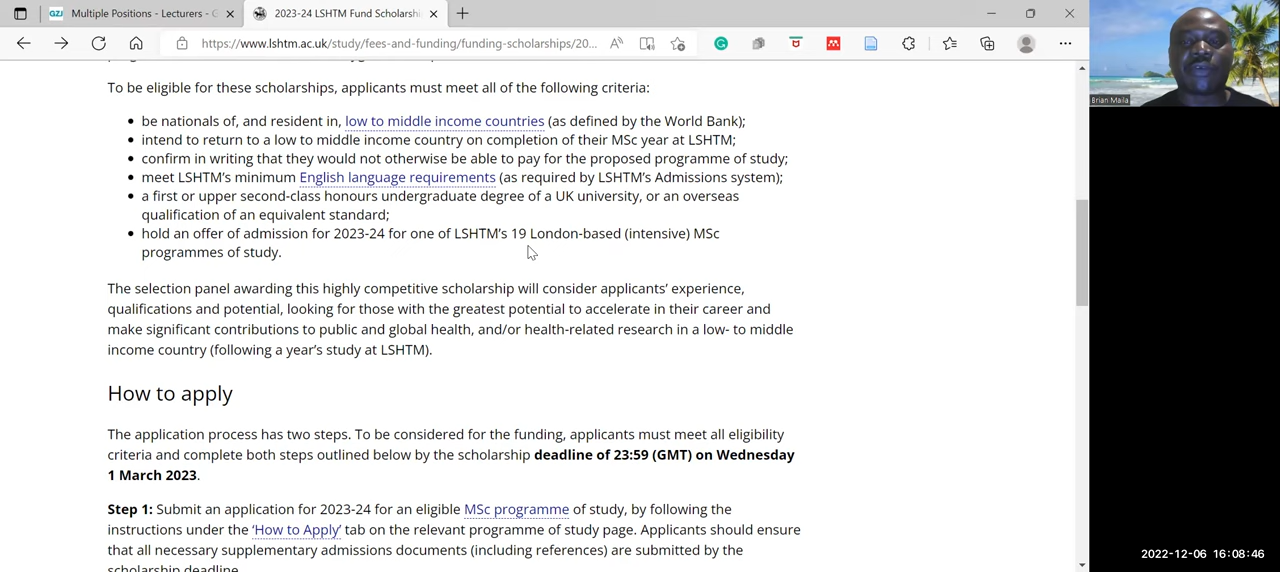 Multiple Positions - Lecturers - G
2023-24 LSHTM Fund Scholarshi
https://www.lshtm.ac.uk/study/fees-and-funding/funding-scholarships/20...
To be eligible for these scholarships, applicants must meet all of the following criteria:
be nationals of, and resident in, low to middle income countries (as defined by the World Bank);
intend to return to a low to middle income country on completion of their MSc year at LSHTM;
confirm in writing that they would not otherwise be able to pay for the proposed programme of study;
meet LSHTM's minimum English language requirements (as required by LSHTM's Admissions system);
a first or upper second-class honours undergraduate degree of a UK university, or an overseas
qualification of an equivalent standard;
hold an offer of admission for 2023-24 for one of LSHTM's 19 London-based (intensive) MSc
programmes of study.
The selection panel awarding this highly competitive scholarship will consider applicants' experience,
qualifications and potential, looking for those with the greatest potential to accelerate in their career and
make significant contributions to public and global health, and/or health-related research in a low- to middle
income country (following a year's study at LSHTM).
How to apply
The application process has two steps. To be considered for the funding, applicants must meet all eligibility
criteria and complete both steps outlined below by the scholarship deadline of 23:59 (GMT) on Wednesday
1 March 2023.
Step 1: Submit an application for 2023-24 for an eligible MSc programme of study, by following the
instructions under the 'How to Apply' tab on the relevant programme of study page. Applicants should ensure
that all necessary supplementary admissions documents (including references) are submitted by the
scholarship deadline.
Brian Maila
2022-12-06 16:08:46